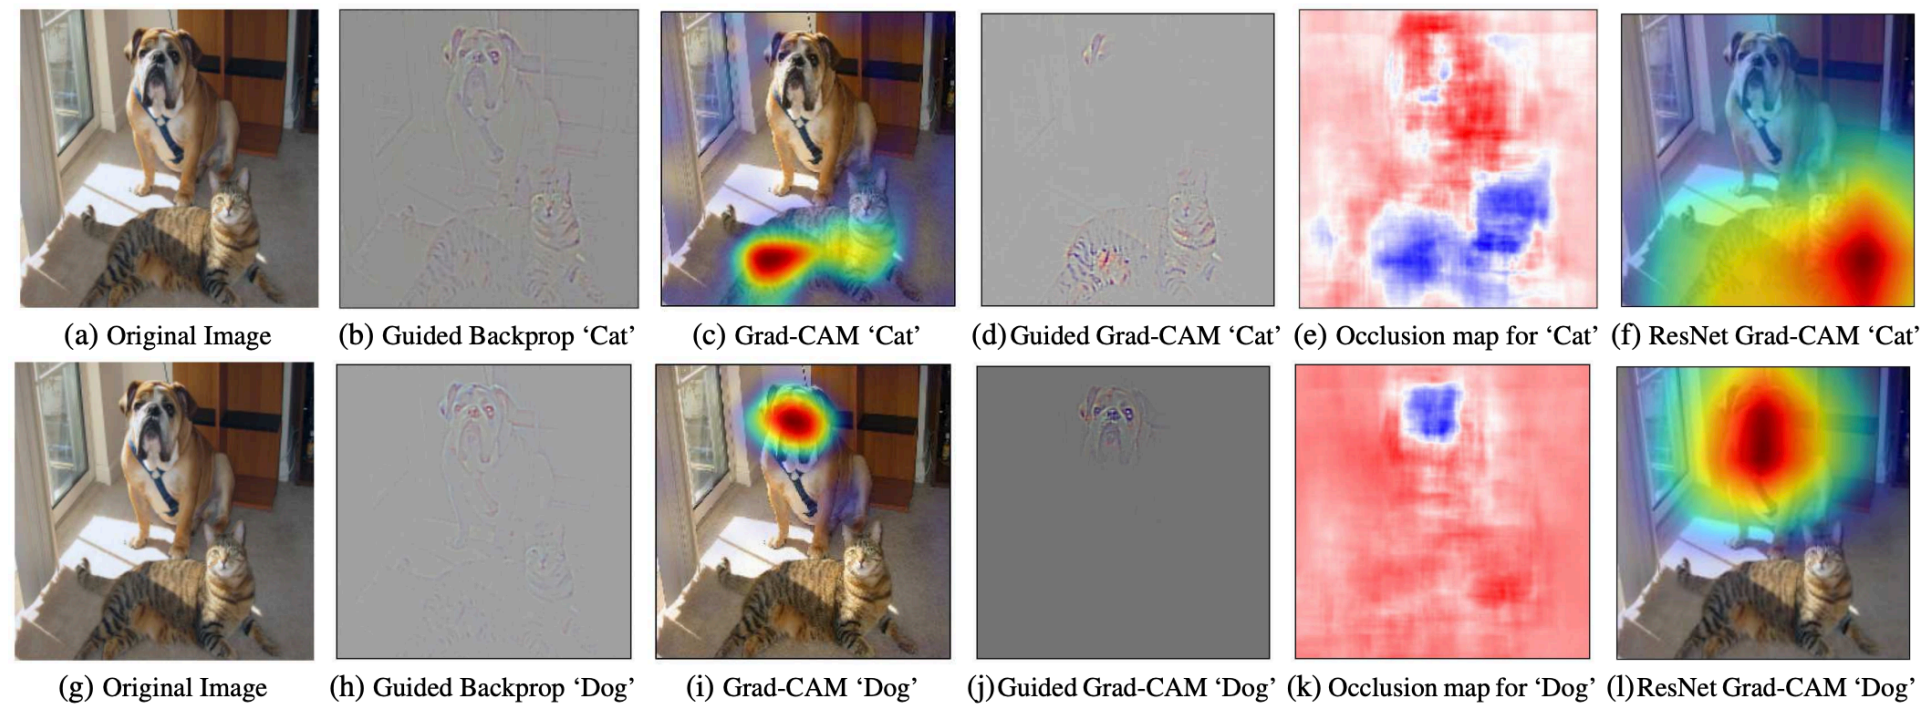 (a) Original Image
(b) Guided Backprop ‘Cat’
(c) Grad-CAM ‘Cat’
(d)Guided Grad-CAM ‘Cat’
(e) Occlusion map for ‘Cat’
(f) ResNet Grad-CAM ‘Cat’
(g) Original Image
(h) Guided Backprop ‘Dog’
(i) Grad-CAM ‘Dog’
(j)Guided Grad-CAM ‘Dog’
(k) Occlusion map for ‘Dog’
(l)ResNet Grad-CAM ‘Dog’